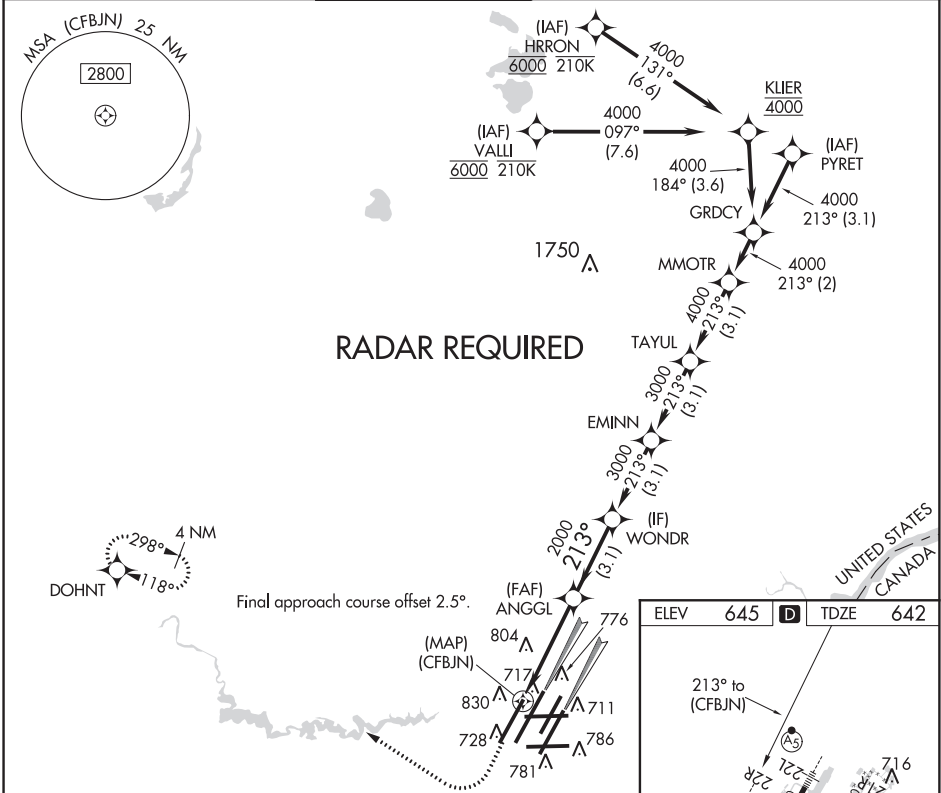 MSA (CFBJN) 25 NM
2800
(IAF)
HRRON
6000 210K
4000
131°
(6.6)
KLIER
4000
(IAF)
VALLI
6000 210K
4000
097°
(7.6)
(IAF)
PYRET
4000
184° (3.6)
4000
213° (3.1)
GRDCY
1750
MMOTR
4000
213° (2)
4000
213°
(3.1)
RADAR REQUIRED
TAYUL
3000
213°
(3.1)
EMINN
3000
213°
(3.1)
(IF)
WONDR
2000
213°
(3.1)
4 NM
298°
118°
DOHNT
UNITED STATES
CANADA
Final approach course offset 2.5°.
(FAF)
ANGGL
776
804
(MAP)
(CFBJN)
717
830
711
728
786
781
ELEV 645 D TDZE 642
213° to
(CFBJN)
A5
22R
22L
716